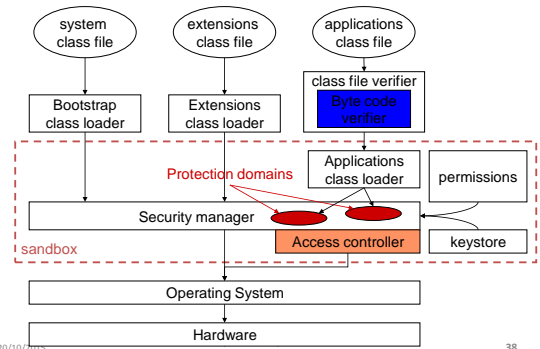 system
class file
extensions
class file
applications
class file
class file verifier
Byte code
verifier
Bootstrap
class loader
Extensions
class loader
Applications
class loader
permissions
Protection domains
Security manager
Access controller
keystore
sandbox
Operating System
Hardware
38